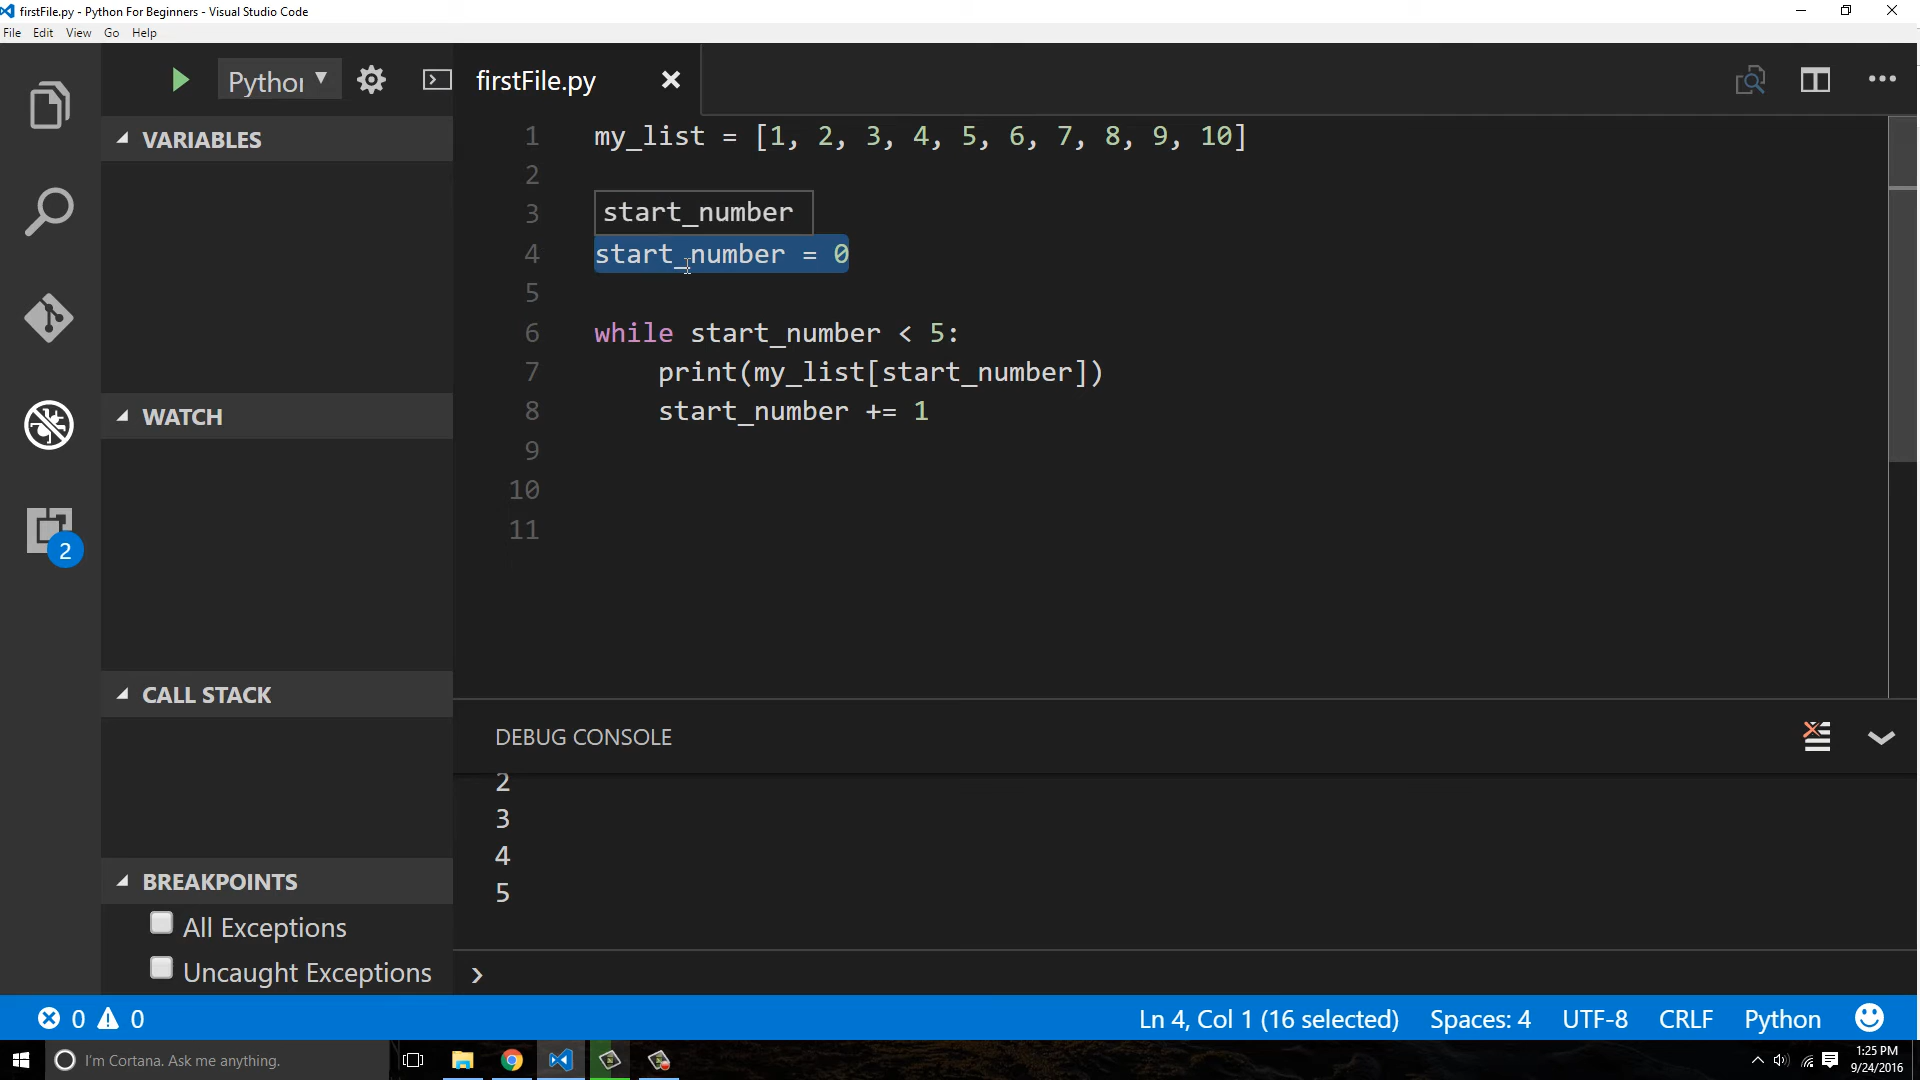 firstFile.py - Python For Beginners - Visual Studio Code
File Edit View Go Help
Pythor
firstFile.py
VARIABLES
1 my_list = [1, 2, 3, 4, 5, 6, 7, 8, 9, 10]
2
3 start_number
4 start_number = 0
5
6 while start_number < 5:
7 print(my_list[start_number])
8 start_number += 1
9
10
11
WATCH
2
CALL STACK
BREAKPOINTS
All Exceptions
Uncaught Exceptions
DEBUG CONSOLE
2
3
4
5
0 0
Ln 4, Col 1 (16 selected) Spaces: 4 UTF-8 CRLF Python
I'm Cortana. Ask me anything.
1:25 PM
9/24/2016